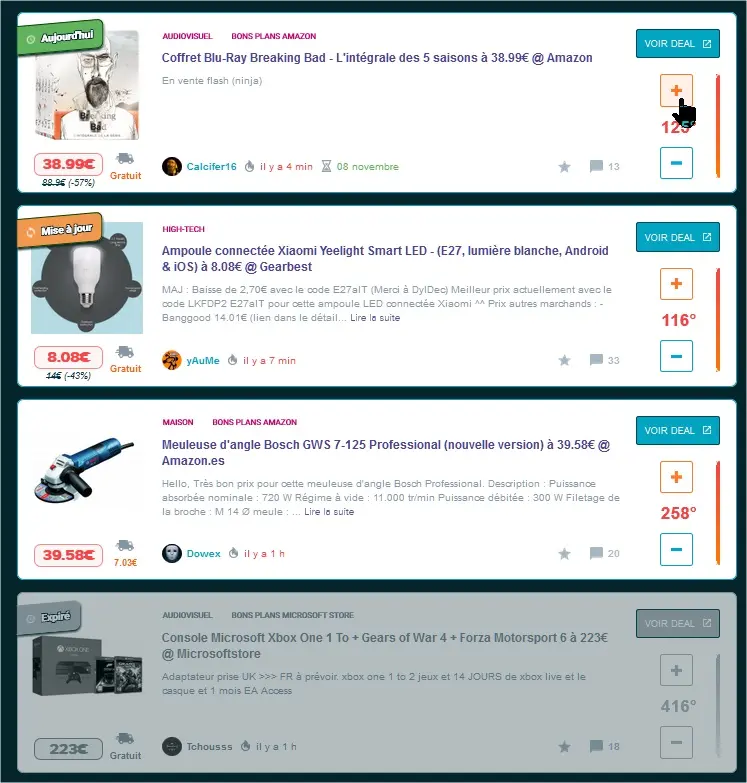 Aujourd'hui
AUDIOVISUEL BONS PLANS AMAZON
VOIR DEAL
Coffret Blu-Ray Breaking Bad - L'intégrale des 5 saisons à 38.99€ @ Amazon
En vente flash (ninja)
Breaking
Bad
125°
38.99€
88.9€ (-57%)
Gratuit
Calcifer16 il y a 4 min 08 novembre
13
Mise à jour
HIGH-TECH
VOIR DEAL
Ampoule connectée Xiaomi Yeelight Smart LED - (E27, lumière blanche, Android
& iOS) à 8.08€ @ Gearbest
MAJ : Baisse de 2,70€ avec le code E27aIT (Merci à DylDec) Meilleur prix actuellement avec le
code LKFDP2 E27aIT pour cette ampoule LED connectée Xiaomi ^^ Prix autres marchands : -
Banggood 14.01€ (lien dans le détail... Lire la suite
116°
8.08€
14€ (-43%)
Gratuit
yAuMe il y a 7 min
33
MAISON BONS PLANS AMAZON
VOIR DEAL
Meuleuse d'angle Bosch GWS 7-125 Professional (nouvelle version) à 39.58€ @
Amazon.es
Hello, Très bon prix pour cette meuleuse d'angle Bosch Professional. Description : Puissance
absorbée nominale : 720 W Régime à vide : 11.000 tr/min Puissance débitée : 300 W Filetage de
la broche : M 14 Ø meule : ... Lire la suite
258°
39.58€
7.03€
Dowex il y a 1 h
20
Expiré
AUDIOVISUEL BONS PLANS MICROSOFT STORE
VOIR DEAL
Console Microsoft Xbox One 1 To + Gears of War 4 + Forza Motorsport 6 à 223€
@ Microsoftstore
XBOX ONE
Adaptateur prise UK >>> FR à prévoir. xbox one 1 to 2 jeux et 14 JOURS de xbox live et le
casque et 1 mois EA Access
416°
223€
Gratuit
Tchousss il y a 1 h
18